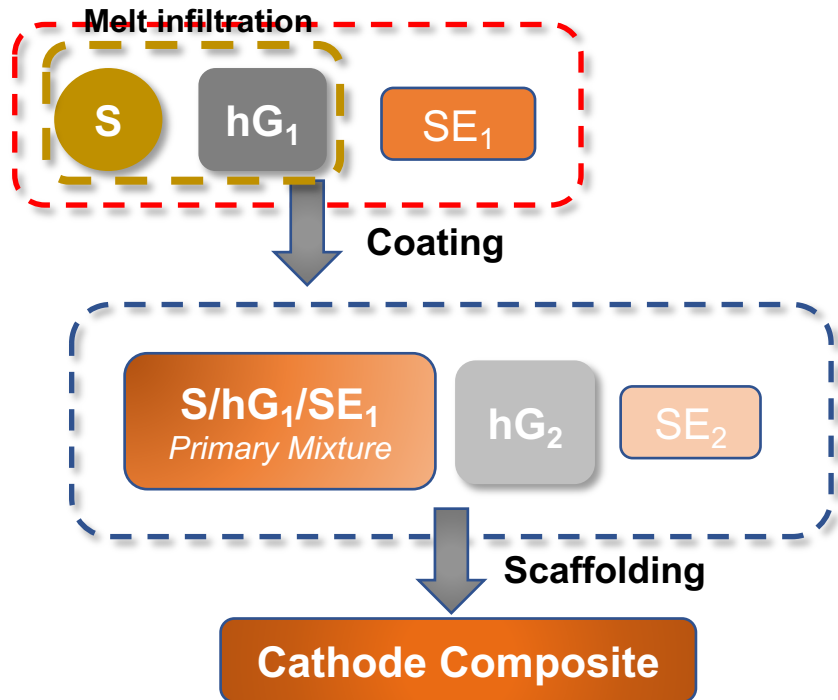 Melt infiltration
S
hG₁
SE₁
Coating
S/hG₁/SE₁
Primary Mixture
hG₂
SE₂
Scaffolding
Cathode Composite